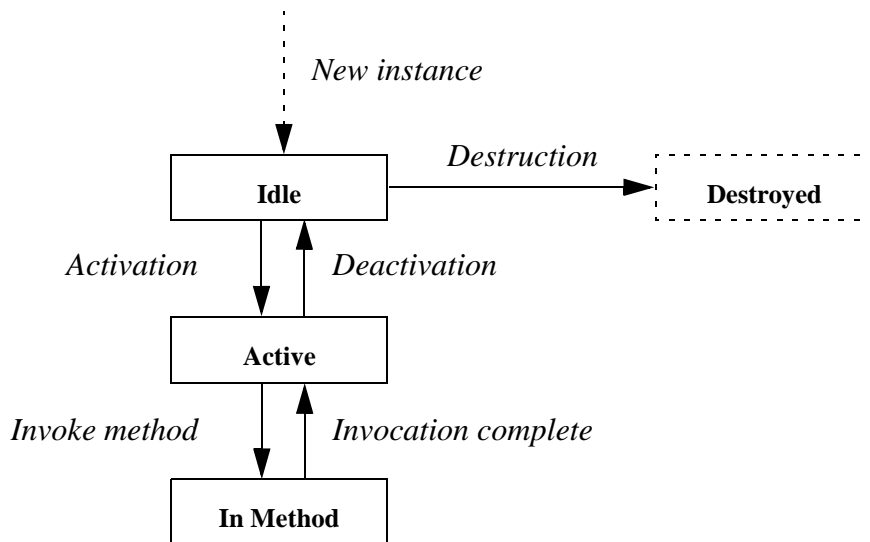 New instance
Destruction
Idle
Destroyed
Activation
Deactivation
Active
Invoke method
Invocation complete
In Method